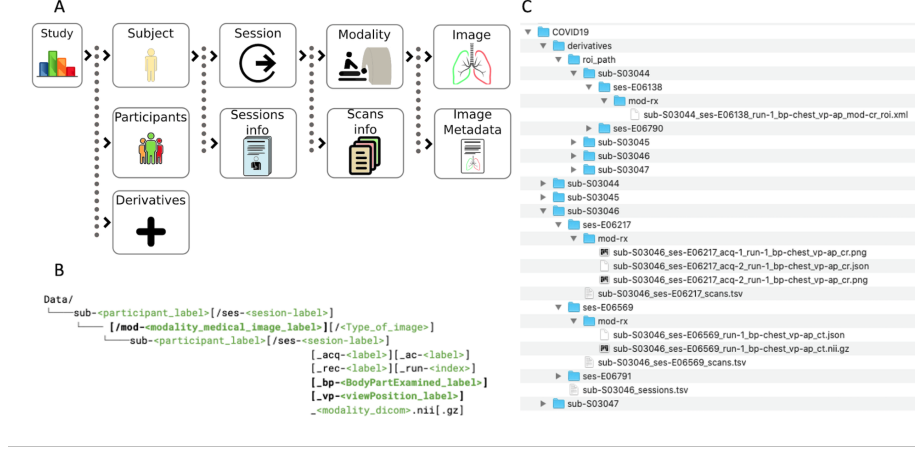 A
Study
Subject
Session
Modality
Image
Participants
Sessions
info
Scans
info
Image
Metadata
Derivatives
B
Data/
sub-<participant_label>[/ses-<sesion-label>]
[/mod-<modality_medical_image_label>][/<Type_of_image>]
sub-<participant_label>[/ses-<sesion_label>]
[_acq-<label>][_ac-<label>]
[_rec-<label>][_run-<index>]
[_bp-<BodyPartExamined_label>]
[_vp-<viewPosition_label>]
_<modality_dicom>.nii[.gz]
C
COVID19
derivatives
roi_path
sub-S03044
ses-E06138
mod-rx
sub-S03044_ses-E06138_run-1_bp-chest_vp-ap_mod-cr_roi.xml
ses-E06790
sub-S03045
sub-S03046
sub-S03047
sub-S03044
sub-S03045
sub-S03046
ses-E06217
mod-rx
sub-S03046_ses-E06217_acq-1_run-1_bp-chest_vp-ap_cr.png
sub-S03046_ses-E06217_acq-2_run-1_bp-chest_vp-ap_cr.json
sub-S03046_ses-E06217_acq-2_run-1_bp-chest_vp-ap_cr.png
sub-S03046_ses-E06217_scans.tsv
ses-E06569
mod-rx
sub-S03046_ses-E06569_run-1_bp-chest_vp-ap_ct.json
sub-S03046_ses-E06569_run-1_bp-chest_vp-ap_ct.nii.gz
sub-S03046_ses-E06569_scans.tsv
ses-E06791
sub-S03046_sessions.tsv
sub-S03047